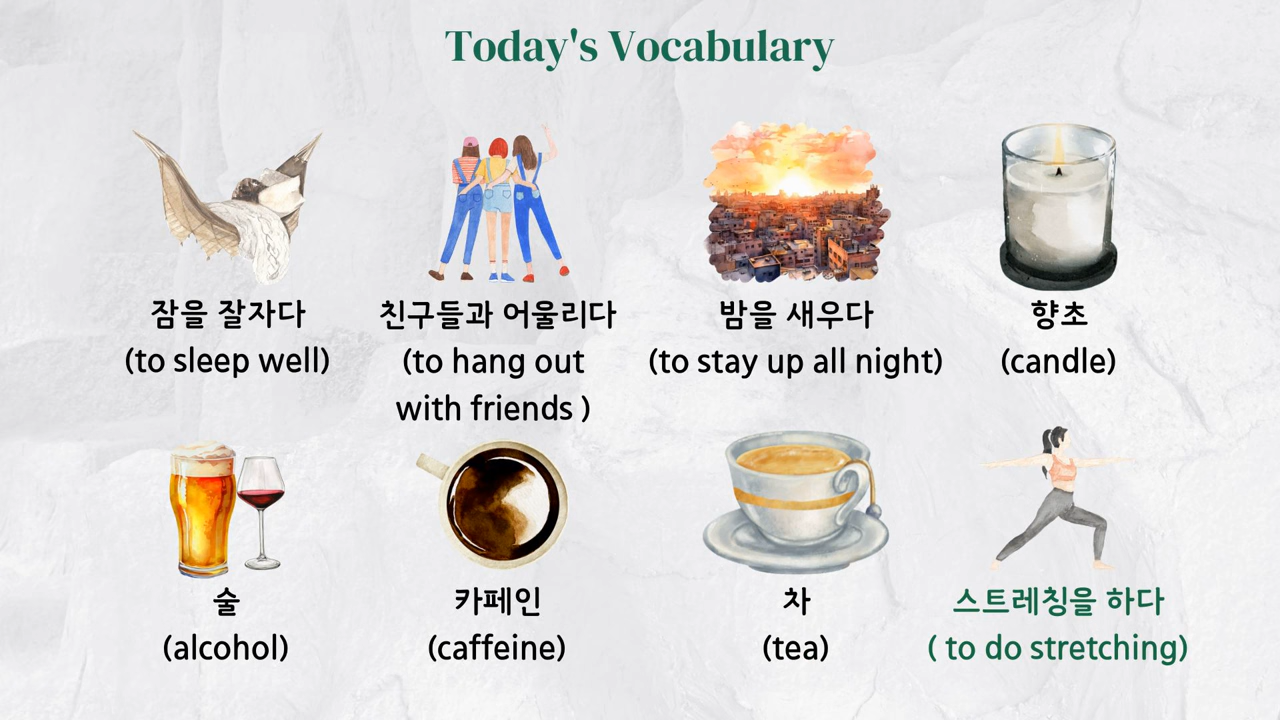 Today's Vocabulary
잠을 잘자다
(to sleep well)
친구들과 어울리다
(to hang out
with friends )
밤을 새우다
(to stay up all night)
향초
(candle)
술
(alcohol)
카페인
(caffeine)
차
(tea)
스트레칭을 하다
( to do stretching)